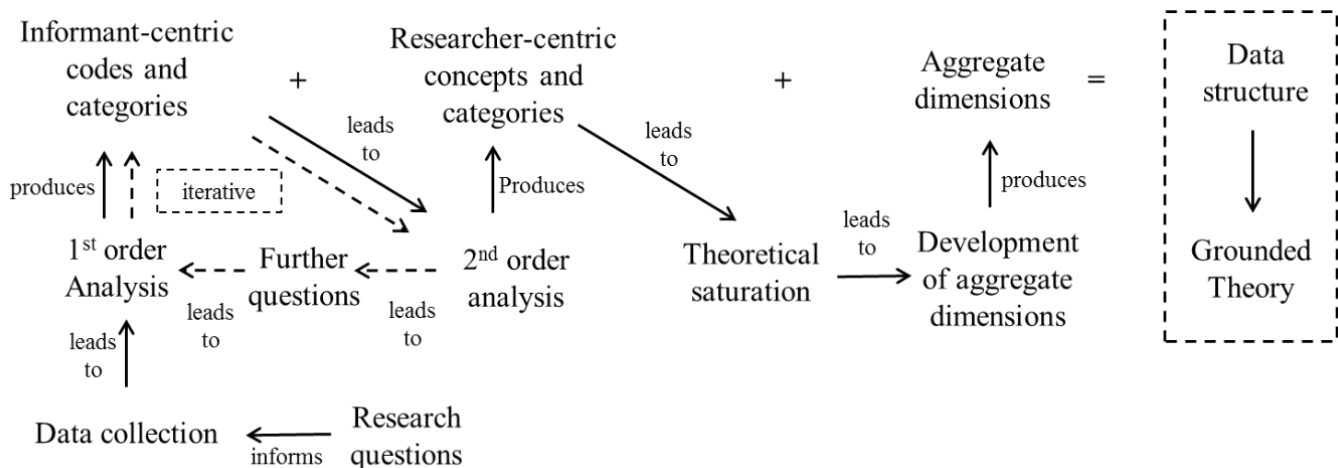 Informant-centric
codes and
categories
+
Researcher-centric
concepts and
categories
+
Aggregate
dimensions
=
Data
structure
leads
to
leads
to
produces
iterative
Produces
produces
1st order
Analysis
Further
questions
2nd order
analysis
Theoretical
saturation
leads
to
Development
of aggregate
dimensions
Grounded
Theory
leads
to
leads
to
leads
to
Data collection
informs
Research
questions